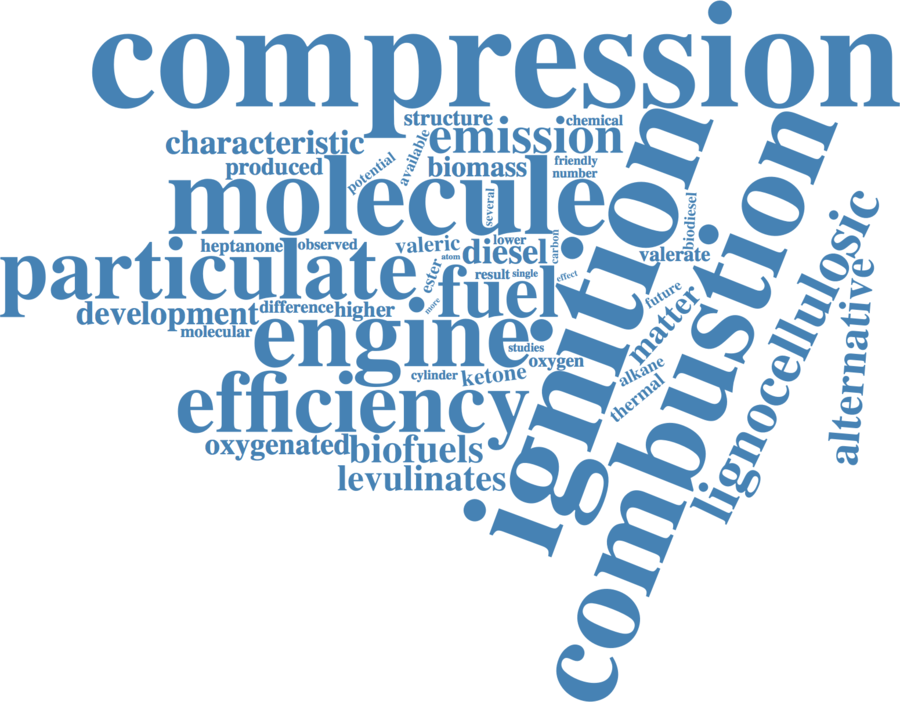 compression
structure
chemical
characteristic
emission
produced
potential
available
biomass
friendly
number
molecule
several
ignition
combustion
biodiesel
lignocellulosic
alternative
heptanone
observed
valeric
lower
atom
diesel
carbon
valerate
particulate
ester
result
single
effect
more
fuel
future
development
difference
higher
molecular
matter
engine
studies
oxygen
cylinder
ketone
alkane
thermal
efficiency
oxygenated
biofuels
levulinates